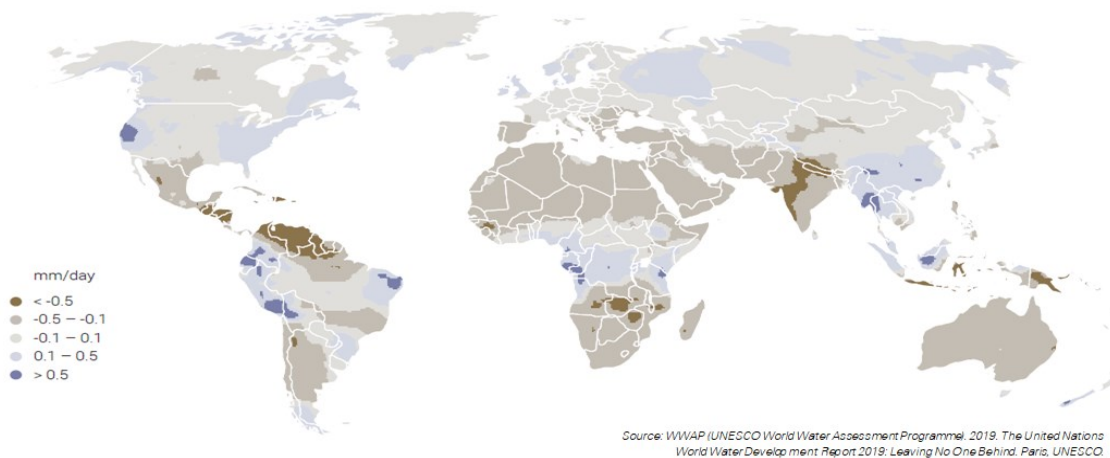 mm/day
< -0.5
-0.5 – -0.1
-0.1 – 0.1
0.1 – 0.5
> 0.5
Source: WWAP (UNESCO World Water Assessment Programme). 2019. The United Nations
World Water Development Report 2019: Leaving No One Behind. Paris, UNESCO.